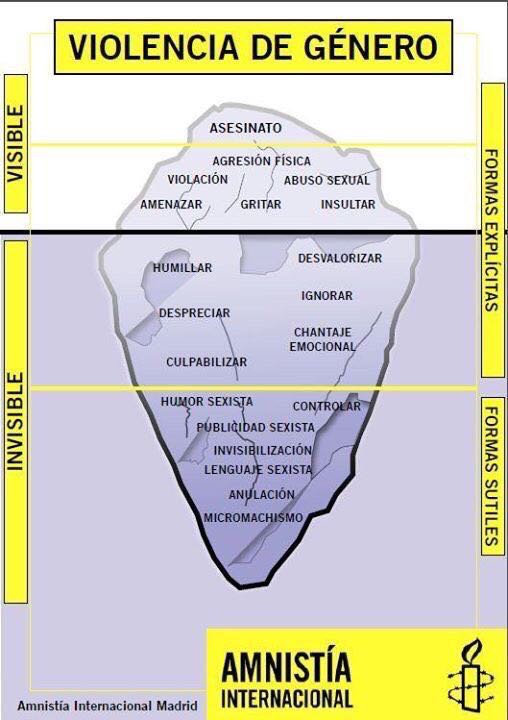 VIOLENCIA DE GÉNERO
VISIBLE
FORMAS EXPLÍCITAS
ASESINATO
AGRESIÓN FÍSICA
VIOLACIÓN
ABUSO SEXUAL
AMENAZAR
GRITAR
INSULTAR
INVISIBLE
DESVALORIZAR
HUMILLAR
IGNORAR
DESPRECIAR
CHANTAJE
EMOCIONAL
CULPABILIZAR
FORMAS SUTILES
HUMOR SEXISTA
CONTROLAR
PUBLICIDAD SEXISTA
INVISIBILIZACIÓN
LENGUAJE SEXISTA
ANULACIÓN
MICROMACHISMO
AMNISTÍA
INTERNACIONAL
Amnistía Internacional Madrid